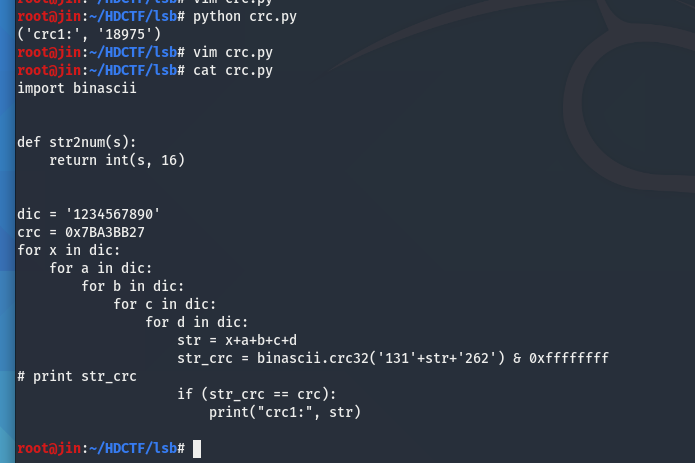 root@jin:~/HDCTF/lsb# vim crc.py
root@jin:~/HDCTF/lsb# python crc.py
('crc1:', '18975')
root@jin:~/HDCTF/lsb# vim crc.py
root@jin:~/HDCTF/lsb# cat crc.py
import binascii
def str2num(s):
    return int(s, 16)
dic = '1234567890'
crc = 0x7BA3BB27
for x in dic:
    for a in dic:
        for b in dic:
            for c in dic:
                for d in dic:
                    str = x+a+b+c+d
                    str_crc = binascii.crc32('131'+str+'262') & 0xffffffff
# print str_crc
                    if (str_crc == crc):
                        print("crc1:", str)
root@jin:~/HDCTF/lsb#